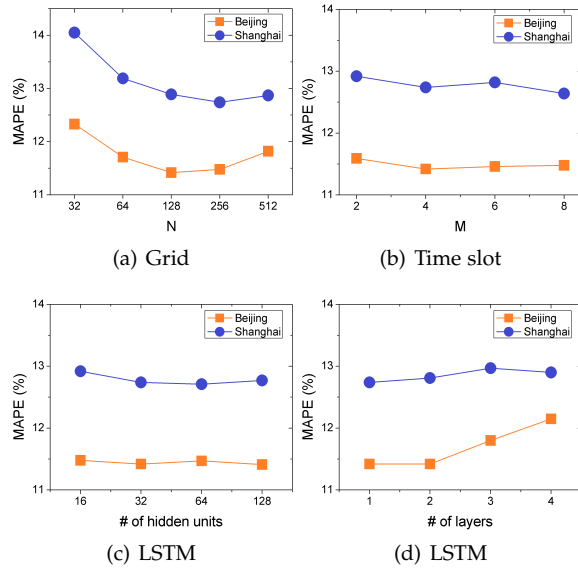 14
13
12
11
MAPE (%)
Beijing
Shanghai
32 64 128 256 512
N
(a) Grid
14
13
12
11
MAPE (%)
Beijing
Shanghai
2 4 6 8
M
(b) Time slot
14
13
12
11
MAPE (%)
Beijing
Shanghai
16 32 64 128
# of hidden units
(c) LSTM
14
13
12
11
MAPE (%)
Beijing
Shanghai
1 2 3 4
# of layers
(d) LSTM